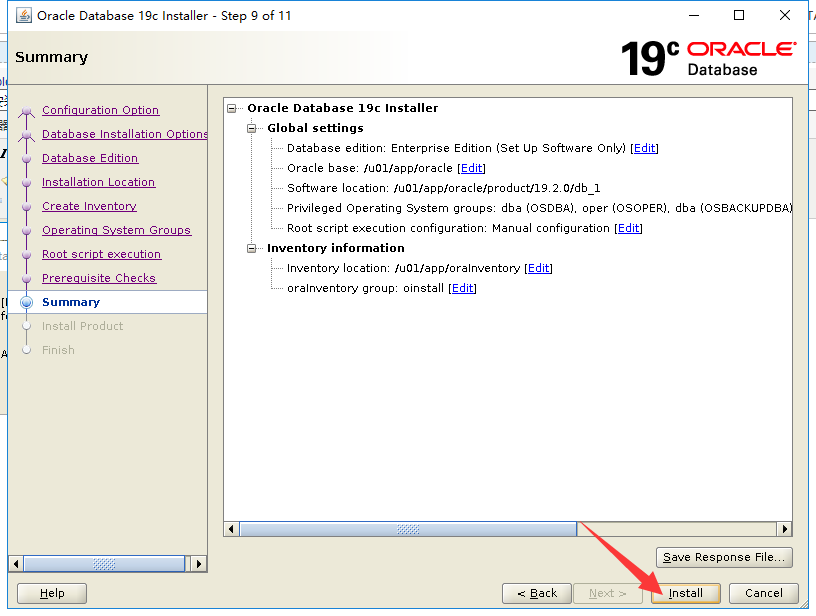 Oracle Database 19c Installer - Step 9 of 11
Summary
19c ORACLE
Database
Configuration Option
Database Installation Options
Database Edition
Installation Location
Create Inventory
Operating System Groups
Root script execution
Prerequisite Checks
Summary
Install Product
Finish
Oracle Database 19c Installer
Global settings
Database edition: Enterprise Edition (Set Up Software Only) [Edit]
Oracle base: /u01/app/oracle [Edit]
Software location: /u01/app/oracle/product/19.2.0/db_1
Privileged Operating System groups: dba (OSDBA), oper (OSOPER), dba (OSBACKUPDBA)
Root script execution configuration: Manual configuration [Edit]
Inventory information
Inventory location: /u01/app/oraInventory [Edit]
oraInventory group: oinstall [Edit]
Save Response File...
Help
< Back
Next >
Install
Cancel